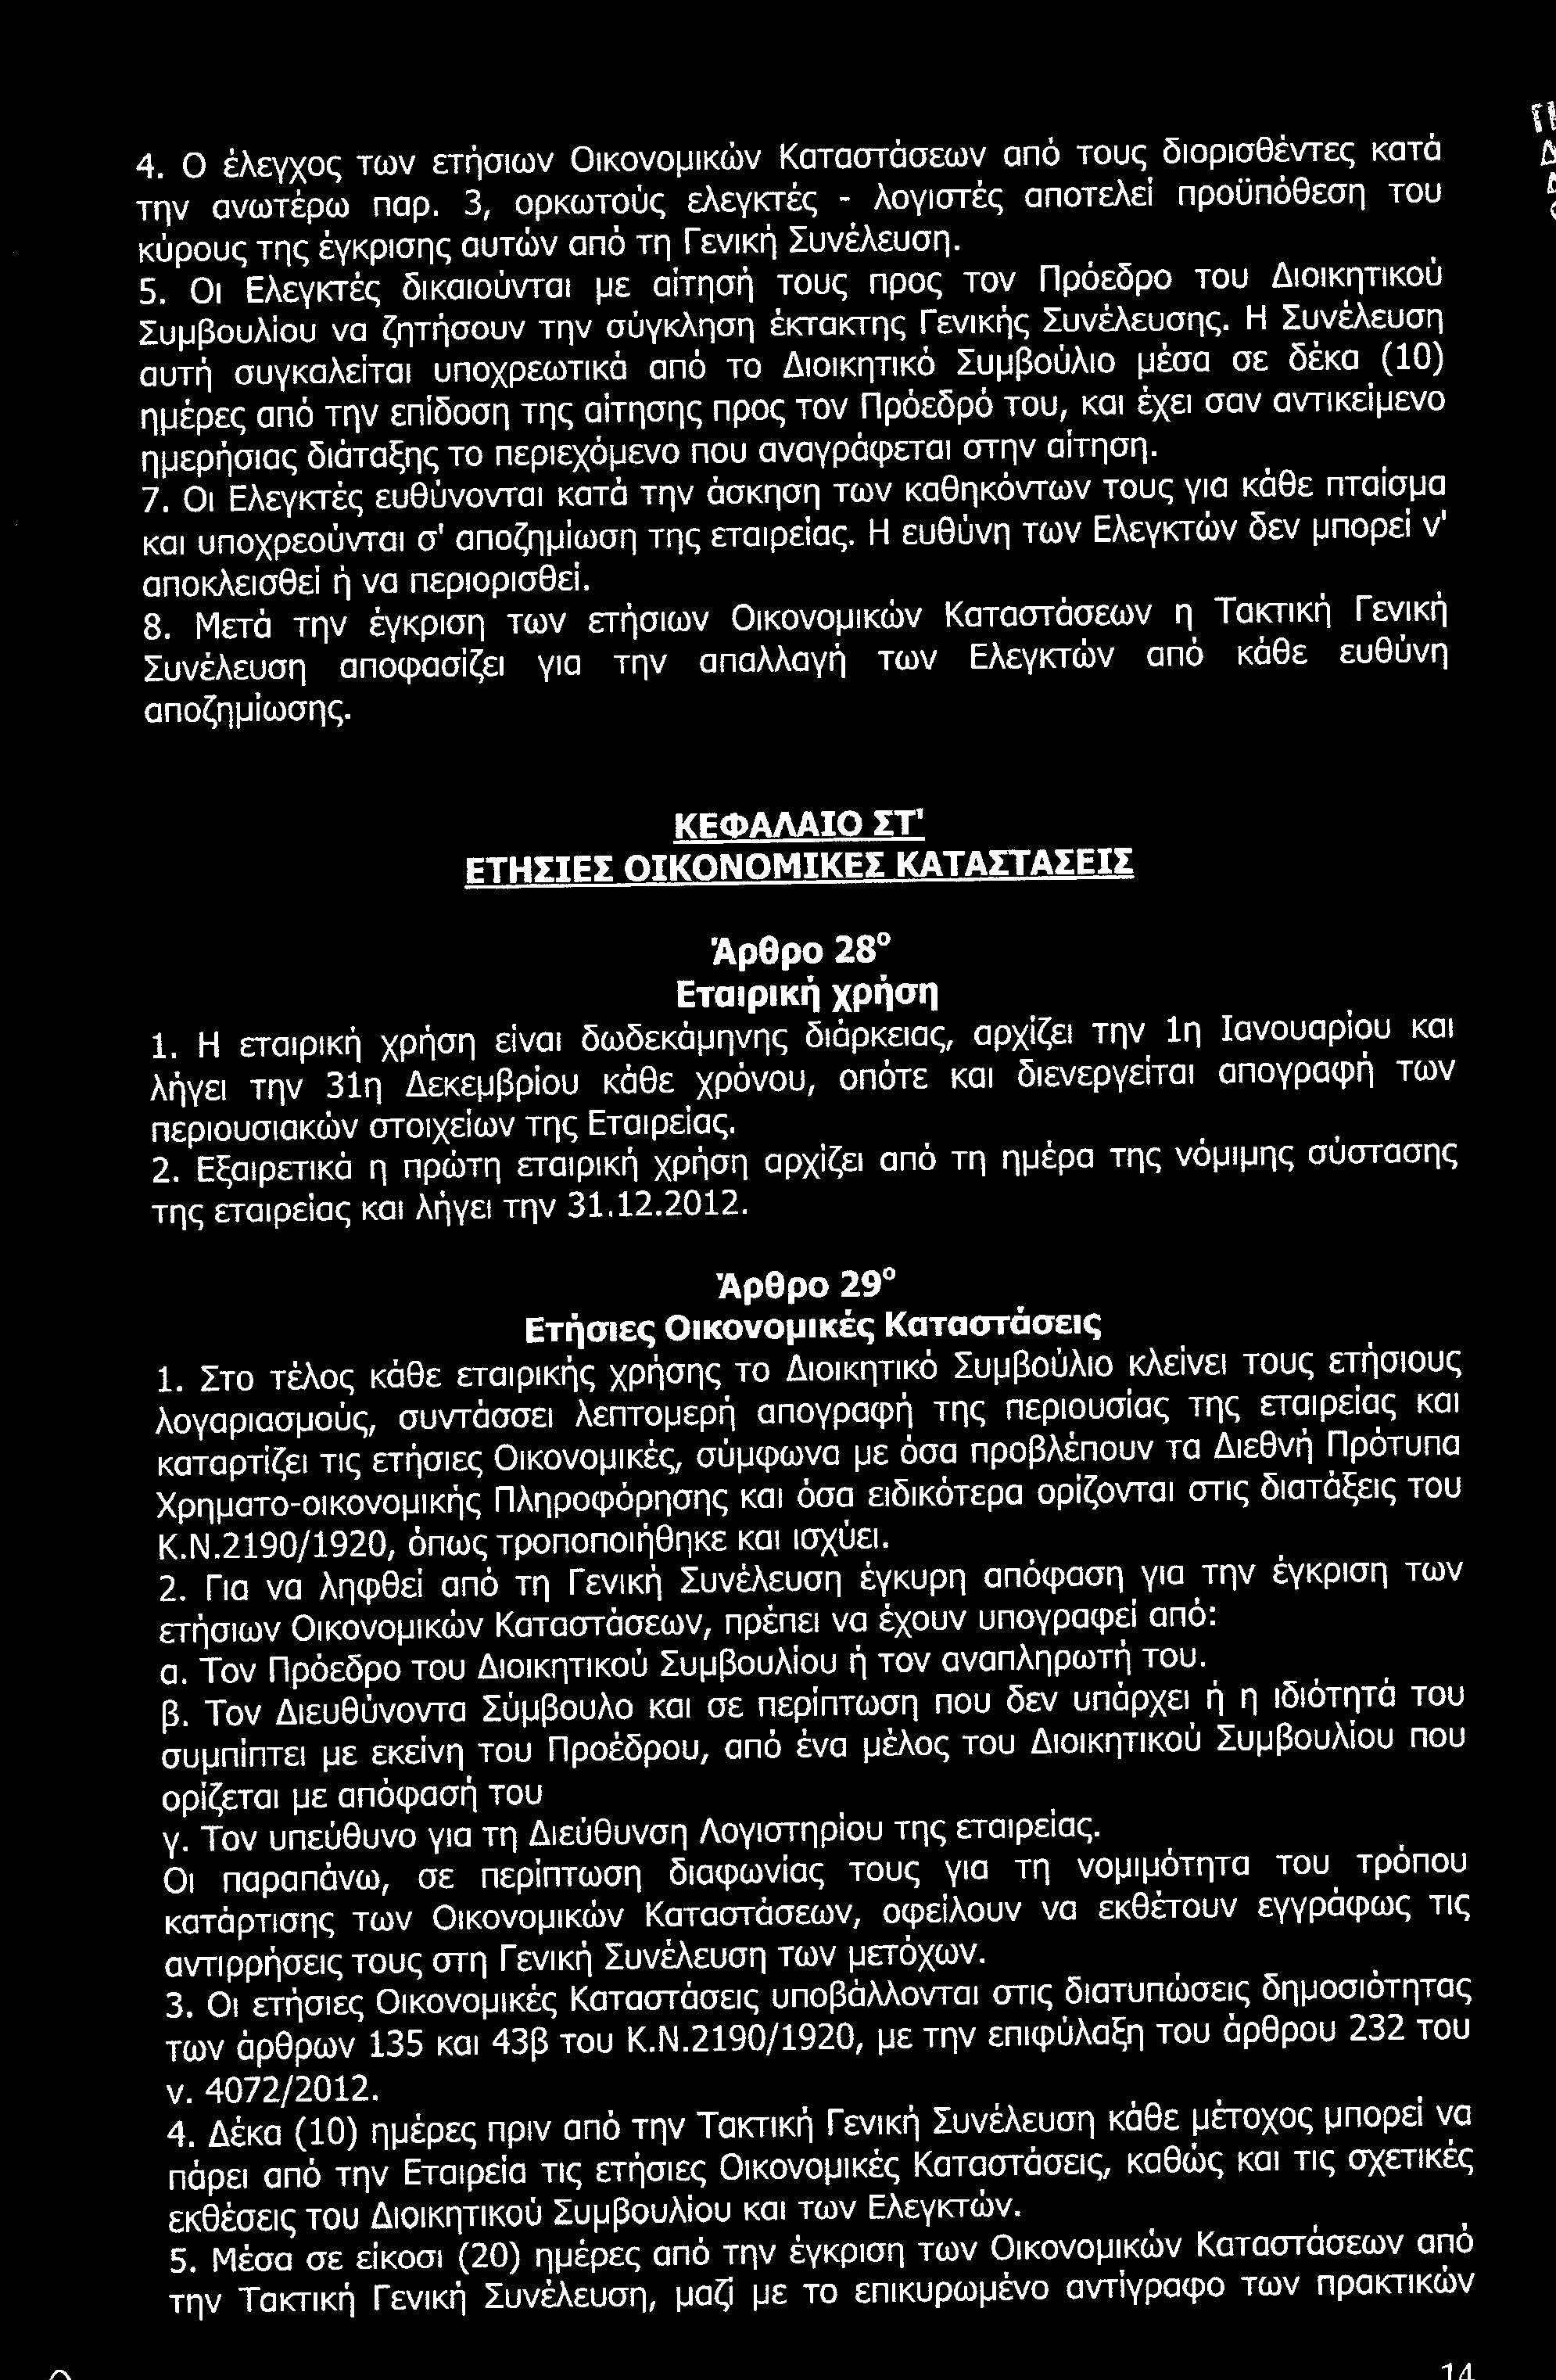 4. Ο έλεγχος των ετήσιων Οικονομικών Καταστάσεων από τους διορισθέντες κατά
την ανωτέρω παρ. 3, ορκωτούς ελεγκτές - λογιστές αποτελεί προϋπόθεση του
κύρους της έγκρισης αυτών από τη Γενική Συνέλευση.
5. Οι Ελεγκτές δικαιούνται με αίτησή τους προς τον Πρόεδρο του Διοικητικού
Συμβουλίου να ζητήσουν την σύγκληση έκτακτης Γενικής Συνέλευσης. Η Συνέλευση
αυτή συγκαλείται υποχρεωτικά από το Διοικητικό Συμβούλιο μέσα σε δέκα (10)
ημέρες από την επίδοση της αίτησης προς τον Πρόεδρό του, και έχει σαν αντικείμενο
ημερήσιας διάταξης το περιεχόμενο που αναγράφεται στην αίτηση.
7. Οι Ελεγκτές ευθύνονται κατά την άσκηση των καθηκόντων τους για κάθε πταίσμα
και υποχρεούνται σ' αποζημίωση της εταιρείας. Η ευθύνη των Ελεγκτών δεν μπορεί ν'
αποκλεισθεί ή να περιορισθεί.
8. Μετά την έγκριση των ετήσιων Οικονομικών Καταστάσεων η Τακτική Γενική
Συνέλευση αποφασίζει για την απαλλαγή των Ελεγκτών από κάθε ευθύνη
αποζημίωσης.
ΚΕΦΑΛΑΙΟ ΣΤ'
ΕΤΗΣΙΕΣ ΟΙΚΟΝΟΜΙΚΕΣ ΚΑΤΑΣΤΑΣΕΙΣ
Άρθρο 28°
Εταιρική χρήση
1. Η εταιρική χρήση είναι δωδεκάμηνης διάρκειας, αρχίζει την 1η Ιανουαρίου και
λήγει την 31η Δεκεμβρίου κάθε χρόνου, οπότε και διενεργείται απογραφή των
περιουσιακών στοιχείων της Εταιρείας.
2. Εξαιρετικά η πρώτη εταιρική χρήση αρχίζει από τη ημέρα της νόμιμης σύστασης
της εταιρείας και λήγει την 31.12.2012.
Άρθρο 29°
Ετήσιες Οικονομικές Καταστάσεις
1. Στο τέλος κάθε εταιρικής χρήσης το Διοικητικό Συμβούλιο κλείνει τους ετήσιους
λογαριασμούς, συντάσσει λεπτομερή απογραφή της περιουσίας της εταιρείας και
καταρτίζει τις ετήσιες Οικονομικές, σύμφωνα με όσα προβλέπουν τα Διεθνή Πρότυπα
Χρηματο-οικονομικής Πληροφόρησης και όσα ειδικότερα ορίζονται στις διατάξεις του
Κ.Ν.2190/1920, όπως τροποποιήθηκε και ισχύει.
2. Για να ληφθεί από τη Γενική Συνέλευση έγκυρη απόφαση για την έγκριση των
ετήσιων Οικονομικών Καταστάσεων, πρέπει να έχουν υπογραφεί από:
α. Τον Πρόεδρο του Διοικητικού Συμβουλίου ή τον αναπληρωτή του.
β. Τον Διευθύνοντα Σύμβουλο και σε περίπτωση που δεν υπάρχει ή η ιδιότητά του
συμπίπτει με εκείνη του Προέδρου, από ένα μέλος του Διοικητικού Συμβουλίου που
ορίζεται με απόφασή του
γ. Τον υπεύθυνο για τη Διεύθυνση Λογιστηρίου της εταιρείας.
Οι παραπάνω, σε περίπτωση διαφωνίας τους για τη νομιμότητα του τρόπου
κατάρτισης των Οικονομικών Καταστάσεων, οφείλουν να εκθέτουν εγγράφως τις
αντιρρήσεις τους στη Γενική Συνέλευση των μετόχων.
3. Οι ετήσιες Οικονομικές Καταστάσεις υποβάλλονται στις διατυπώσεις δημοσιότητας
των άρθρων 135 και 43β του Κ.Ν.2190/1920, με την επιφύλαξη του άρθρου 232 του
ν. 4072/2012.
4. Δέκα (10) ημέρες πριν από την Τακτική Γενική Συνέλευση κάθε μέτοχος μπορεί να
πάρει από την Εταιρεία τις ετήσιες Οικονομικές Καταστάσεις, καθώς και τις σχετικές
εκθέσεις του Διοικητικού Συμβουλίου και των Ελεγκτών.
5. Μέσα σε είκοσι (20) ημέρες από την έγκριση των Οικονομικών Καταστάσεων από
την Τακτική Γενική Συνέλευση, μαζί με το επικυρωμένο αντίγραφο των πρακτικών
14